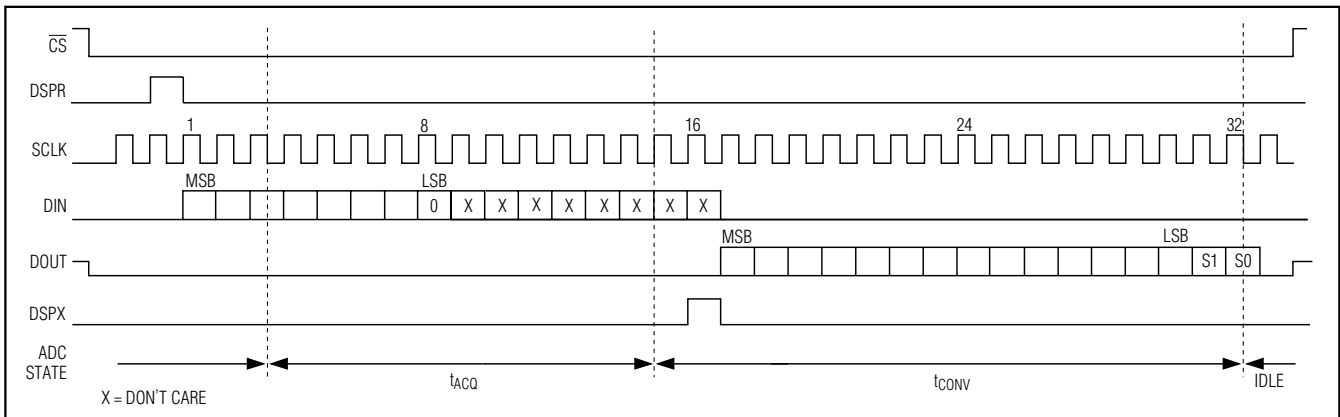 CS
DSPR
1 8 16 24 32
SCLK
MSB LSB
DIN 0 X X X X X X X X
MSB LSB
DOUT S1 S0
DSPX
ADC
STATE
tACQ tCONV IDLE
X = DON'T CARE